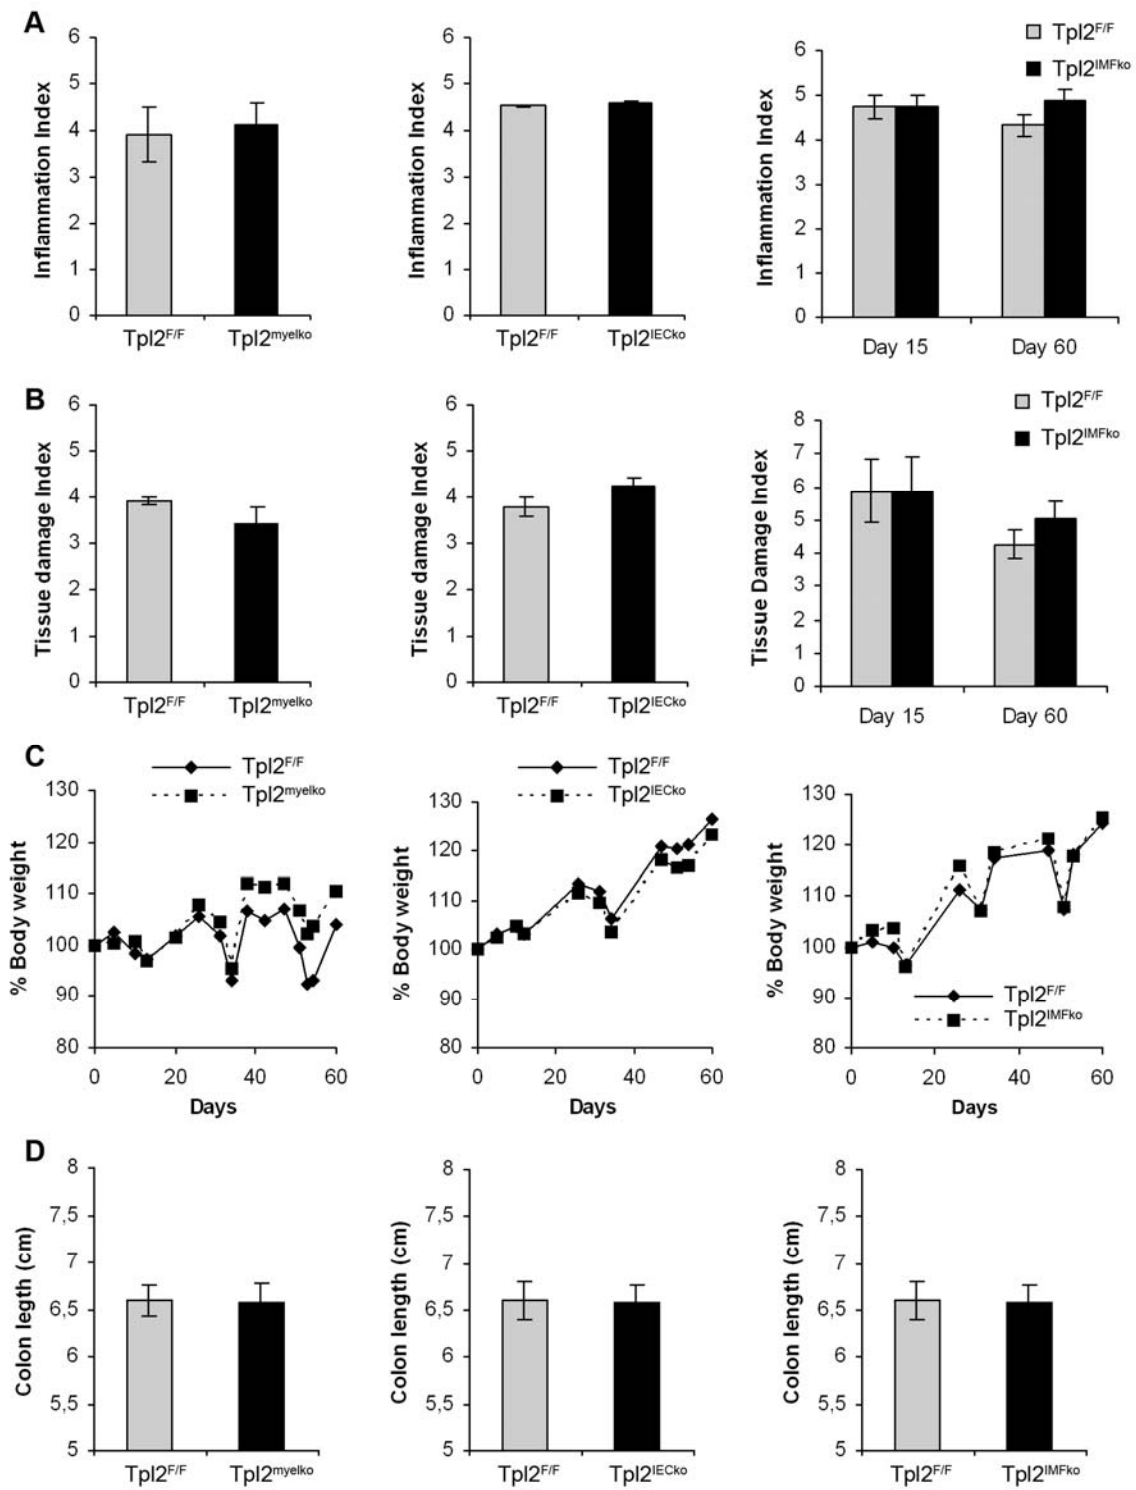 A
Inflammation Index
6
5
4
3
2
1
0
Tpl2F/F
Tpl2myelko
Inflammation Index
6
5
4
3
2
1
0
Tpl2F/F
Tpl2IECko
Inflammation Index
6
5
4
3
2
1
0
Tpl2F/F
Tpl2IMFko
Day 15
Day 60
B
Tissue damage Index
6
5
4
3
2
1
0
Tpl2F/F
Tpl2myelko
Tissue damage Index
6
5
4
3
2
1
0
Tpl2F/F
Tpl2IECko
Tissue Damage Index
8
7
6
5
4
3
2
1
0
Tpl2F/F
Tpl2IMFko
Day 15
Day 60
C
Tpl2F/F
Tpl2myelko
% Body weight
130
120
110
100
90
80
0 20 40 60
Days
Tpl2F/F
Tpl2IECko
% Body weight
130
120
110
100
90
80
0 20 40 60
Days
% Body weight
130
120
110
100
90
80
Tpl2F/F
Tpl2IMFko
0 20 40 60
Days
D
Colon legth (cm)
8
7,5
7
6,5
6
5,5
5
Tpl2F/F
Tpl2myelko
Colon length (cm)
8
7,5
7
6,5
6
5,5
5
Tpl2F/F
Tpl2IECko
Colon length (cm)
8
7,5
7
6,5
6
5,5
5
Tpl2F/F
Tpl2IMFko